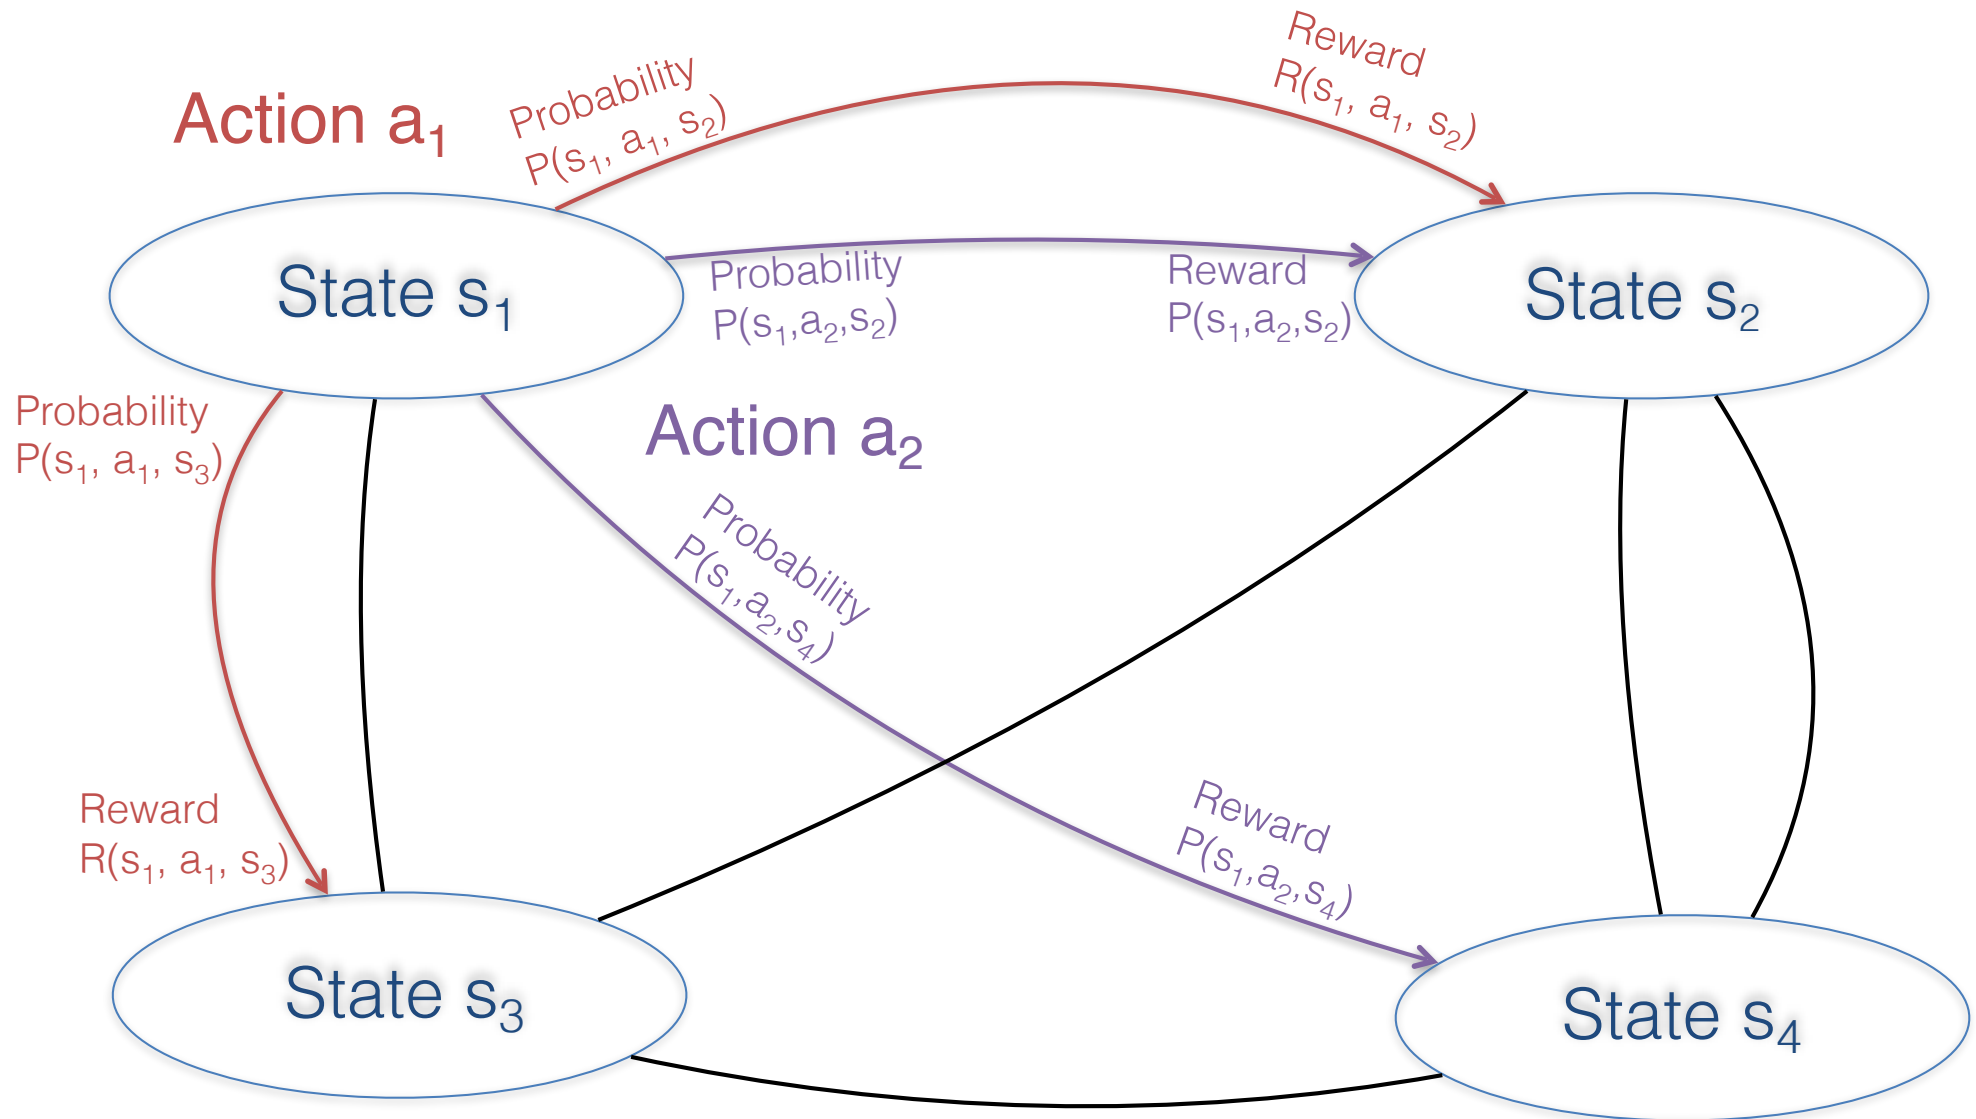 Action a₁
Probability
P(s₁, a₁, s₂)
Reward
R(s₁, a₁, s₂)
State s₁
Probability
P(s₁,a₂,s₂)
Reward
P(s₁,a₂,s₂)
State s₂
Probability
P(s₁, a₁, s₃)
Action a₂
Probability
P(s₁,a₂,s₄)
Reward
R(s₁, a₁, s₃)
Reward
P(s₁,a₂,s₄)
State s₃
State s₄